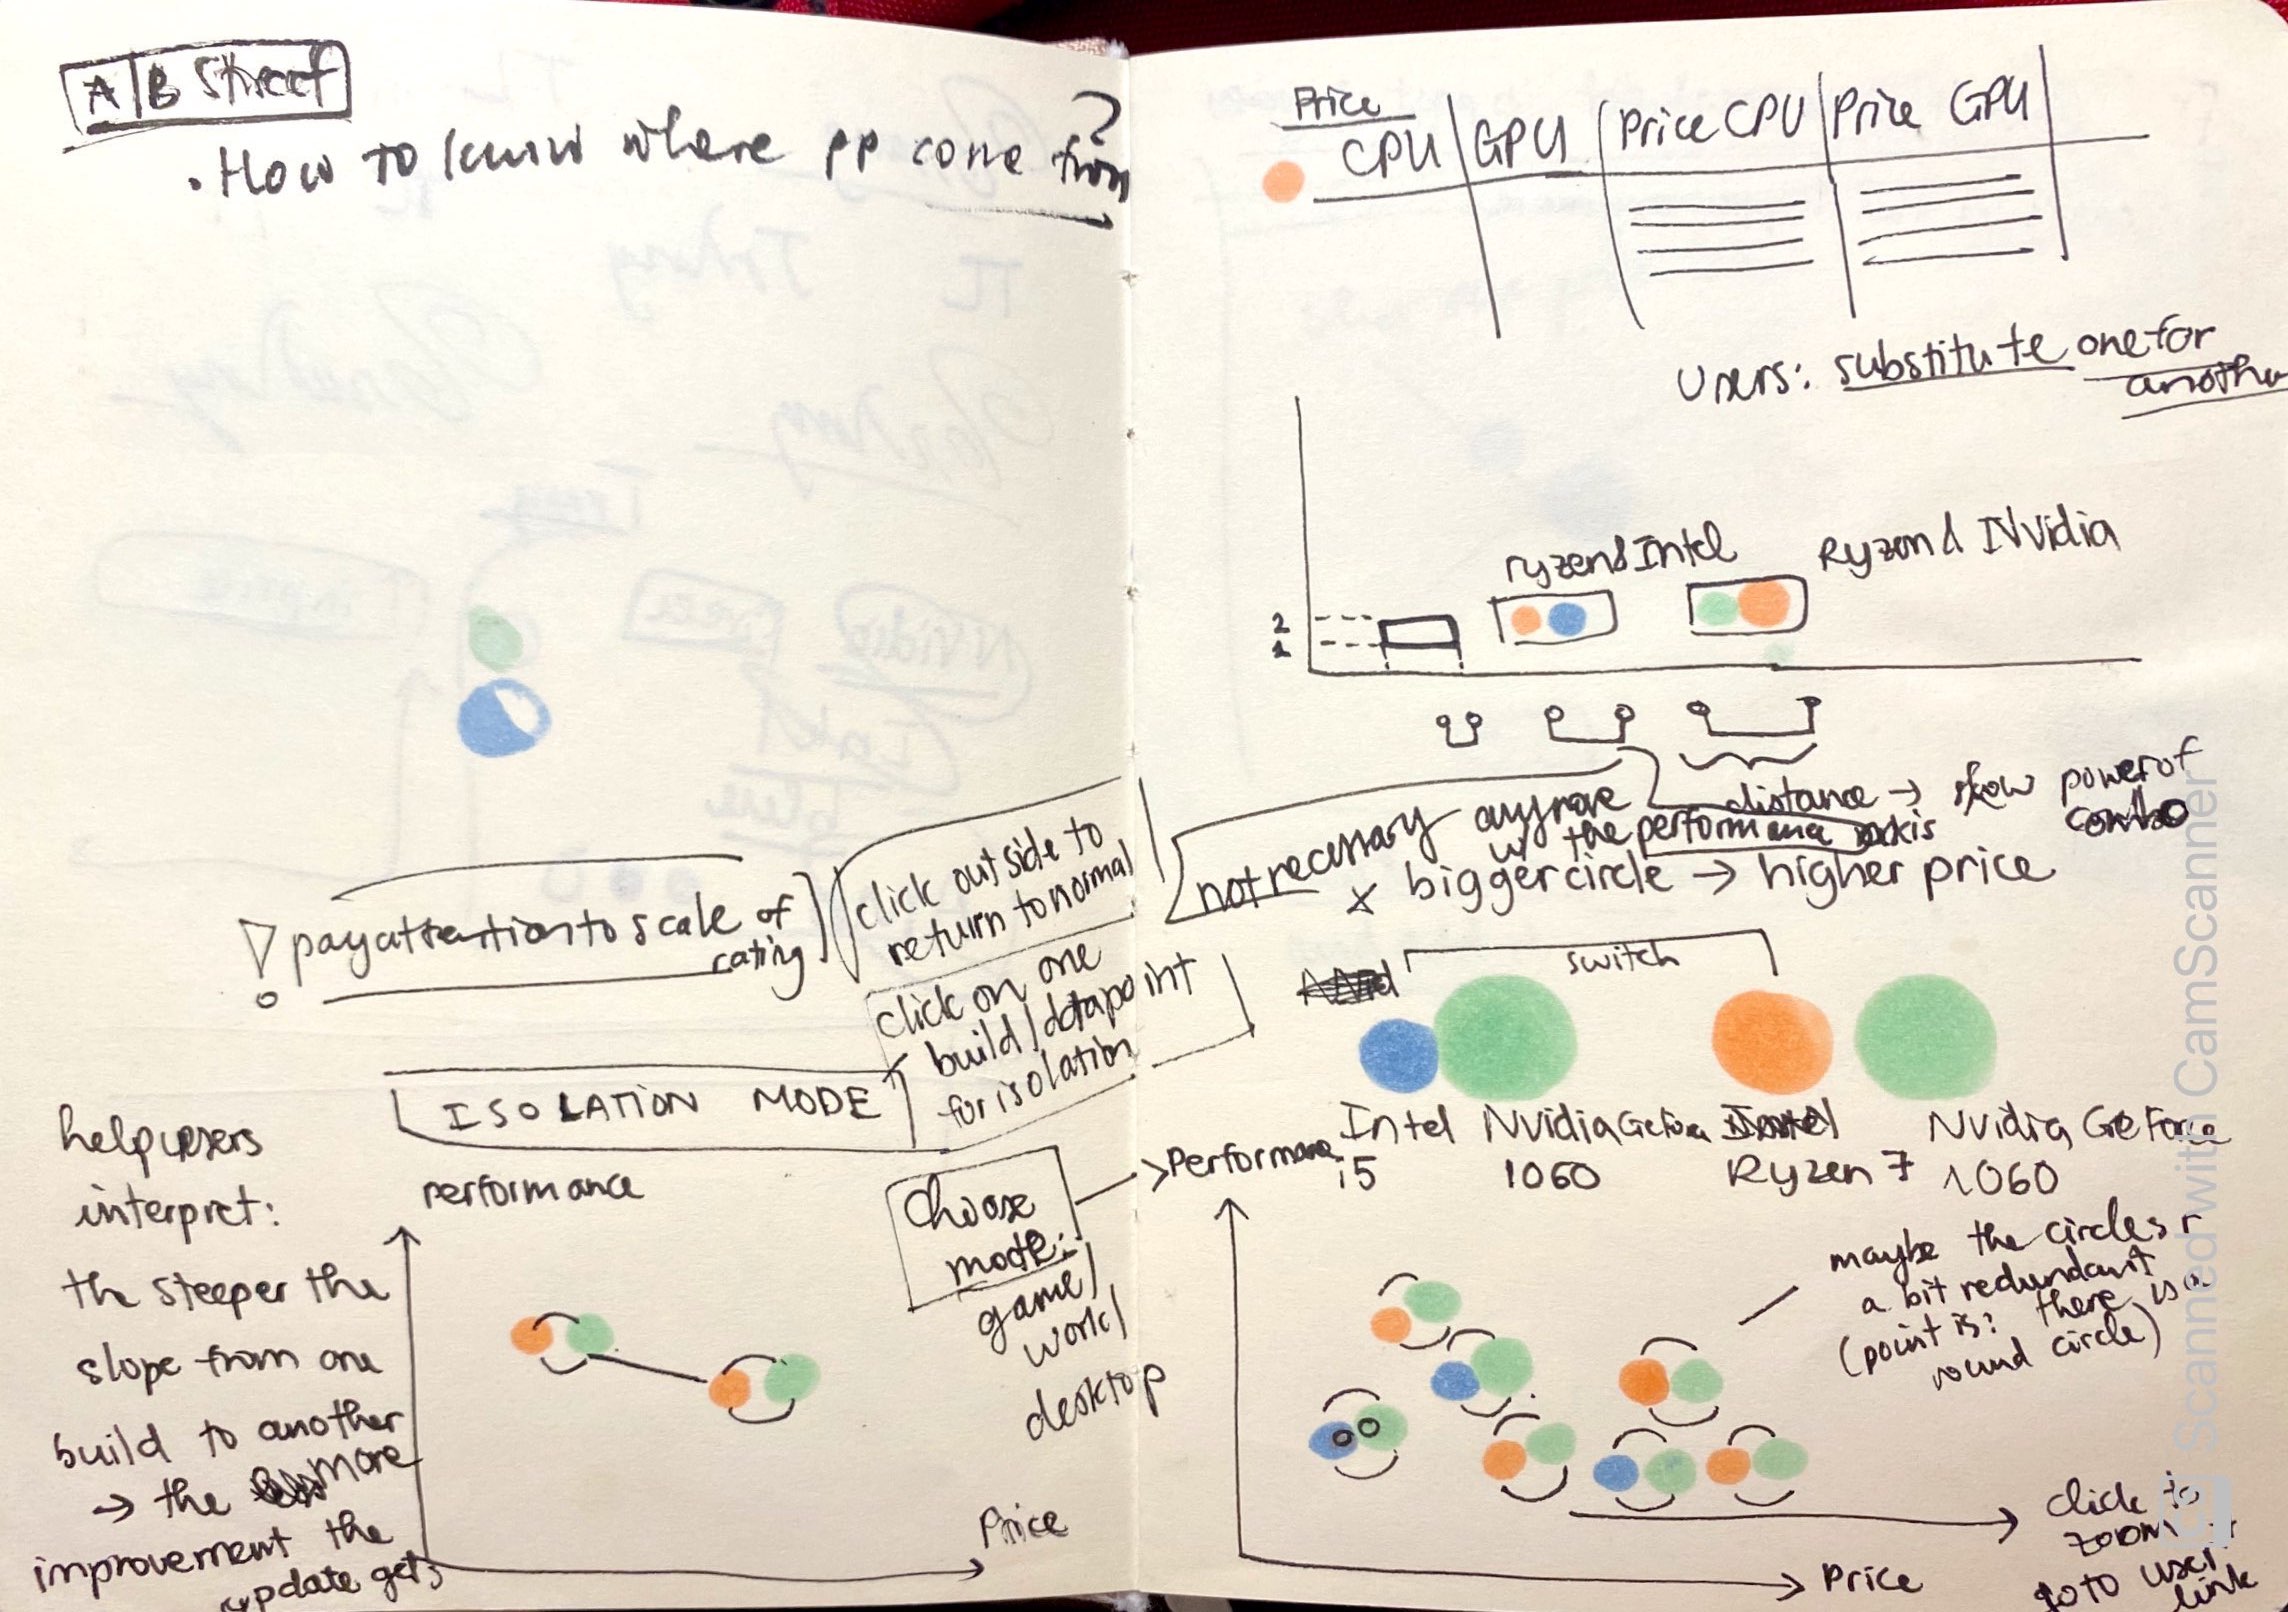 A|B Street
• How to know where pp come from?
! pay attention to scale of
rating
click outside to
return to normal
click on one
build/datapoint
for isolation
ISOLATION MODE
help users
interpret:
the steeper the
slope from one
build to another
→ the more
improvement the
update gets
performance
Price
Choose
mode:
game/
work/
desktop
Price
CPU | GPU | Price CPU | Price GPU
Users: substitute one for
another
ryzen & Intel
Ryzen & NVidia
2
1
distance → show power of
combo
not necessary anymore
w/ the performance axis
x bigger circle → higher price
switch
Intel
i5
Nvidia GeForce
1060
Ryzen 7
Nvidia GeForce
1060
Performance
maybe the circles r
a bit redundant
(point is: there is a
round circle)
Price
click to
zoom
go to user
link
Scanned with CamScanner